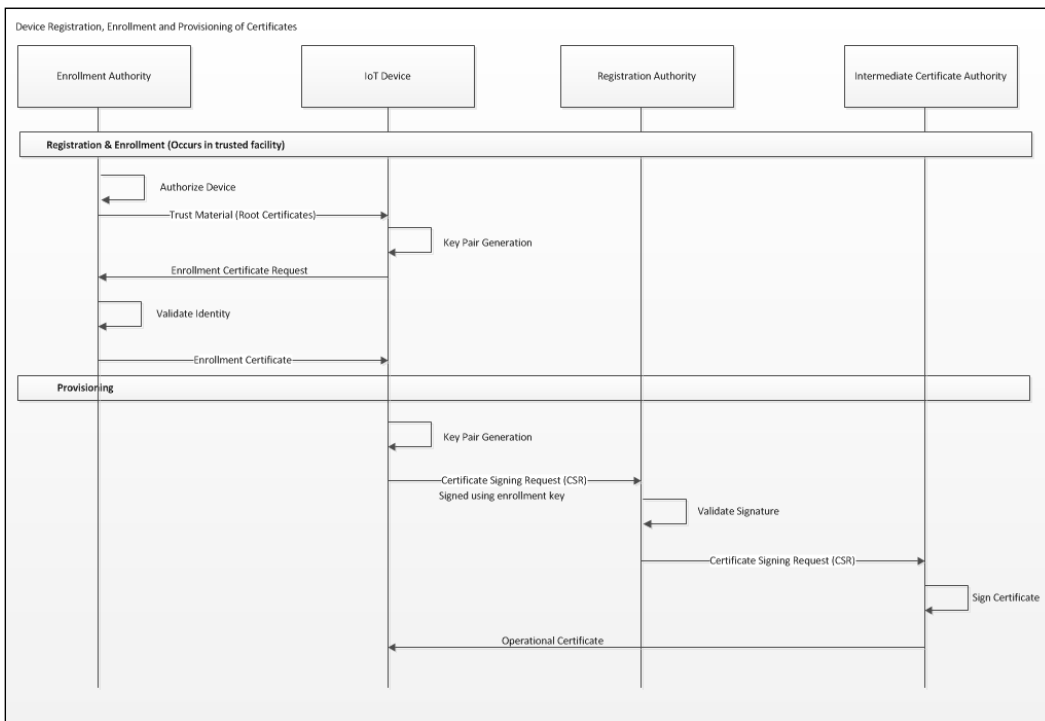 Device Registration, Enrollment and Provisioning of Certificates
Enrollment Authority
IoT Device
Registration Authority
Intermediate Certificate Authority
Registration & Enrollment (Occurs in trusted facility)
Authorize Device
Trust Material (Root Certificates)
Key Pair Generation
Enrollment Certificate Request
Validate Identity
Enrollment Certificate
Provisioning
Key Pair Generation
Certificate Signing Request (CSR)
Signed using enrollment key
Validate Signature
Certificate Signing Request (CSR)
Sign Certificate
Operational Certificate